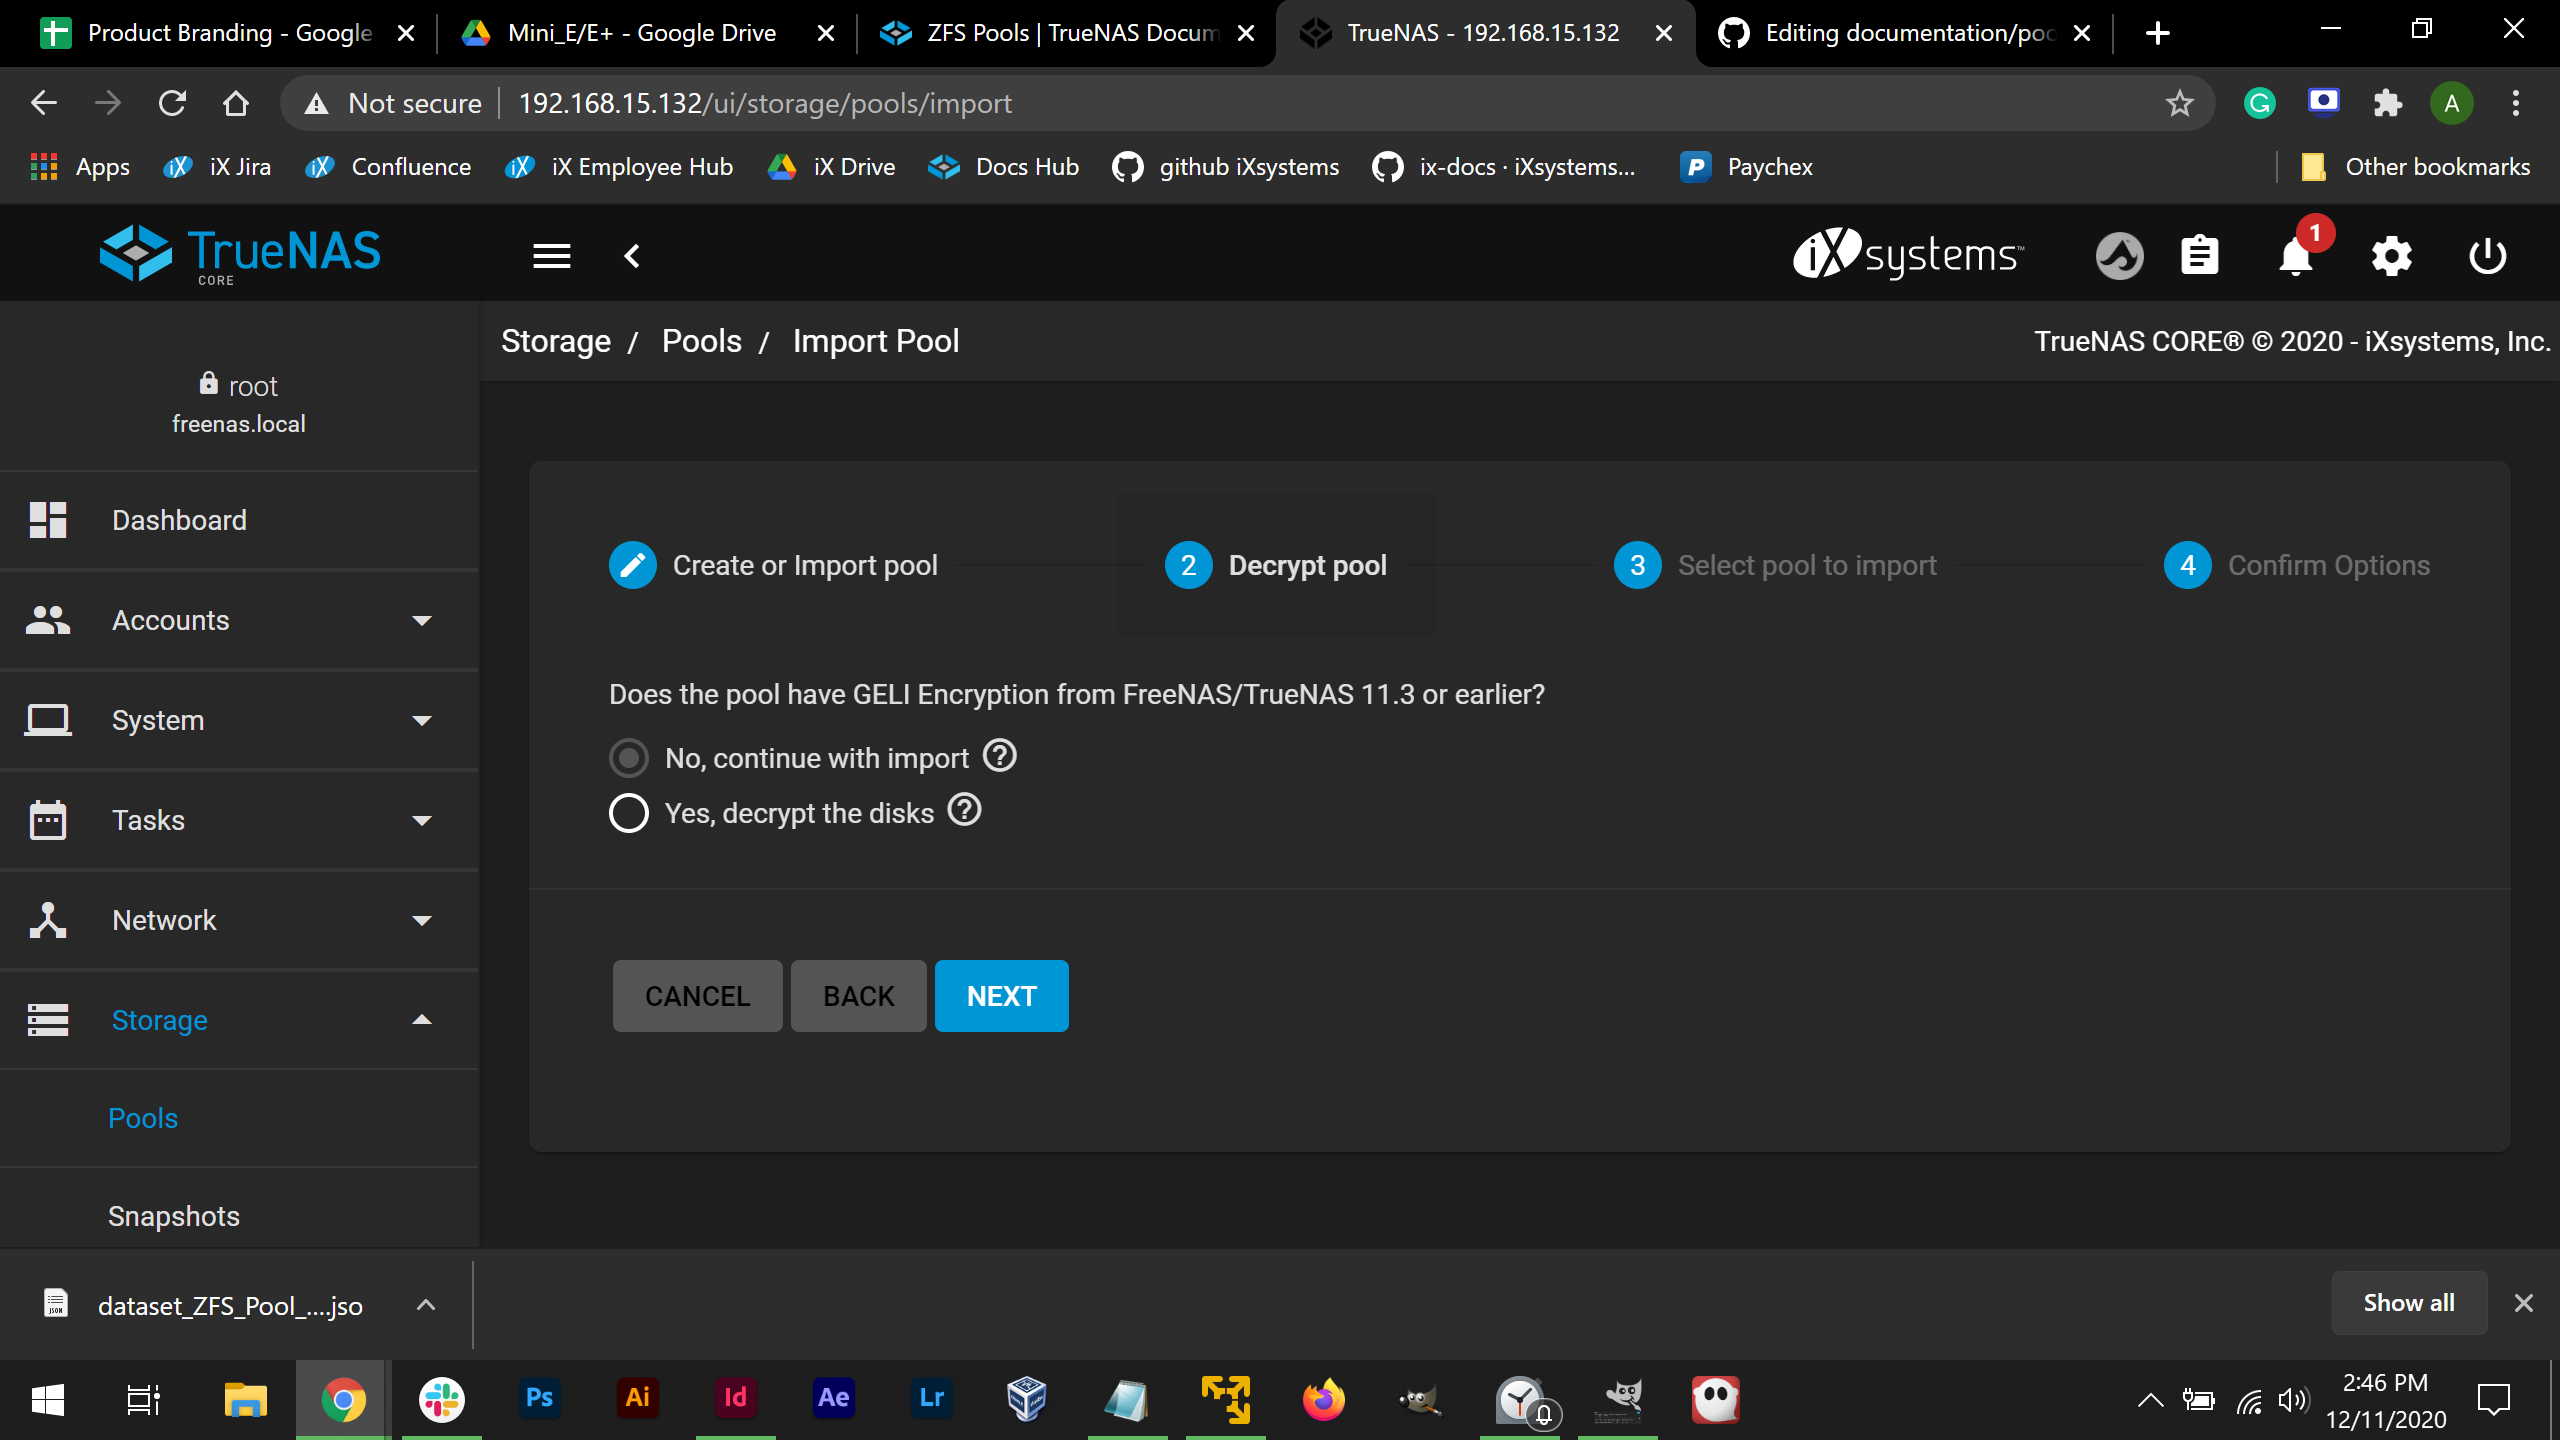 Product Branding - Google
Mini_E/E+ - Google Drive
ZFS Pools | TrueNAS Docum
TrueNAS - 192.168.15.132
Editing documentation/poo
Not secure
192.168.15.132/ui/storage/pools/import
A
Apps
iX Jira
Confluence
iX Employee Hub
iX Drive
Docs Hub
github iXsystems
ix-docs · iXsystems...
Paychex
Other bookmarks
TrueNAS
CORE
iXsystems™
1
Storage / Pools / Import Pool
TrueNAS CORE® © 2020 - iXsystems, Inc.
root
freenas.local
Dashboard
Accounts
System
Tasks
Network
Storage
Pools
Snapshots
Create or Import pool
2 Decrypt pool
3 Select pool to import
4 Confirm Options
Does the pool have GELI Encryption from FreeNAS/TrueNAS 11.3 or earlier?
No, continue with import
Yes, decrypt the disks
CANCEL
BACK
NEXT
dataset_ZFS_Pool_....jso
Show all
Ps
Ai
Id
Ae
Lr
2:46 PM
12/11/2020